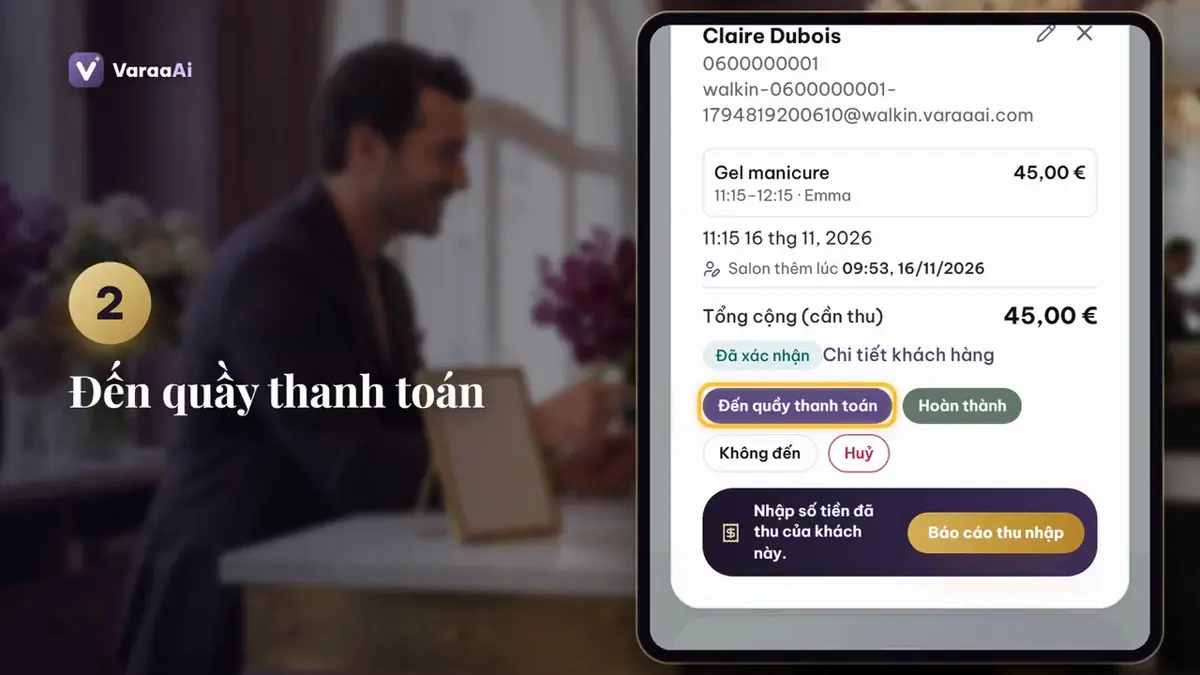 VaraaAi
2
Đến quầy thanh toán
Claire Dubois
0600000001
walkin-0600000001-
1794819200610@walkin.varaaai.com
Gel manicure
45,00 €
11:15–12:15 · Emma
11:15 16 thg 11, 2026
Salon thêm lúc 09:53, 16/11/2026
Tổng cộng (cần thu)
45,00 €
Đã xác nhận
Chi tiết khách hàng
Đến quầy thanh toán
Hoàn thành
Không đến
Huỷ
Nhập số tiền đã
thu của khách
này.
Báo cáo thu nhập